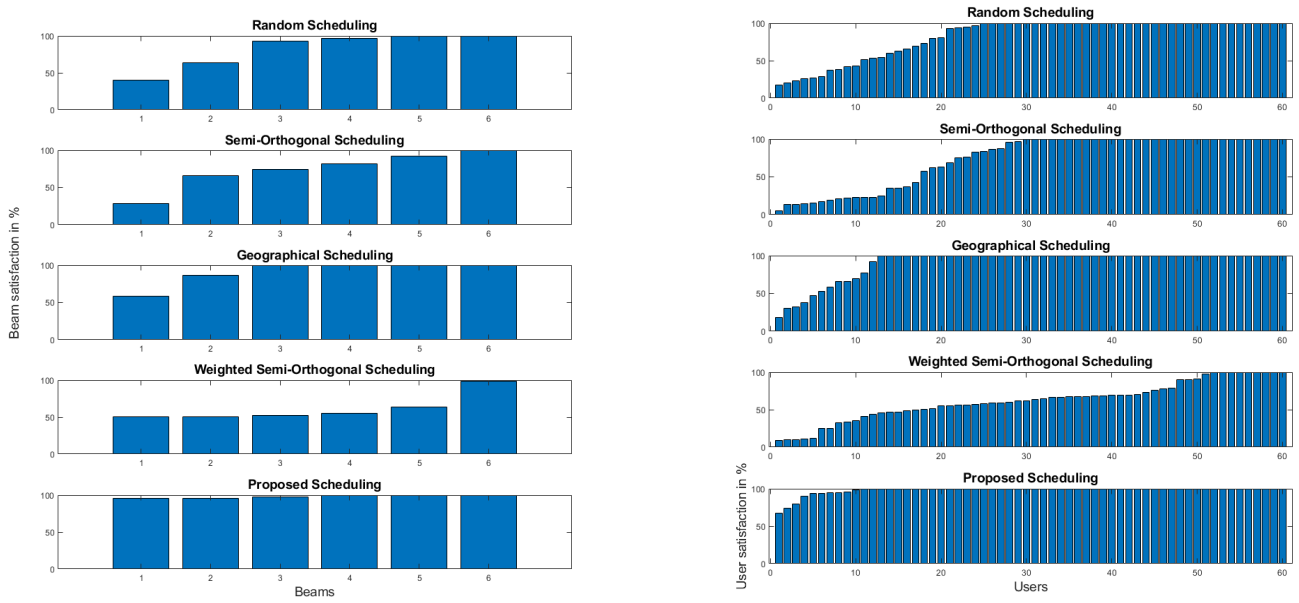 Random Scheduling
100
50
0
1 2 3 4 5 6
Semi-Orthogonal Scheduling
100
50
0
1 2 3 4 5 6
Geographical Scheduling
100
50
0
1 2 3 4 5 6
Weighted Semi-Orthogonal Scheduling
100
50
0
1 2 3 4 5 6
Proposed Scheduling
100
50
0
1 2 3 4 5 6
Beams
Beam satisfaction in %
Random Scheduling
100
50
0
0 10 20 30 40 50 60
Semi-Orthogonal Scheduling
100
50
0
0 10 20 30 40 50 60
Geographical Scheduling
100
50
0
0 10 20 30 40 50 60
Weighted Semi-Orthogonal Scheduling
100
50
0
0 10 20 30 40 50 60
Proposed Scheduling
100
50
0
0 10 20 30 40 50 60
Users
User satisfaction in %